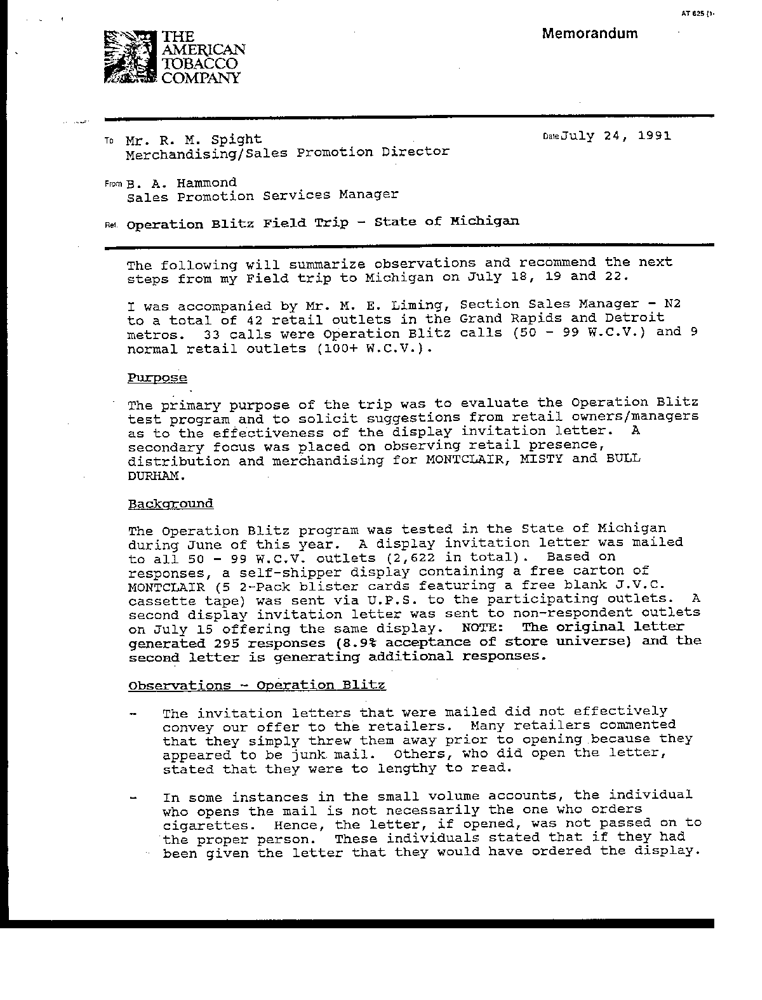 AT 625 (1-
Memorandum
THE
AMERICAN
TOBACCO
COMPANY
To Mr. R. M. Spight
Date July 24, 1991
Merchandising/Sales Promotion Director
From B. A. Hammond
Sales Promotion Services Manager
Ref. Operation Blitz Field Trip - State of Michigan
The following will summarize observations and recommend the next
steps from my Field trip to Michigan on July 18, 19 and 22.
I was accompanied by Mr. M. E. Liming, Section Sales Manager - N2
to a total of 42 retail outlets in the Grand Rapids and Detroit
metros. 33 calls were Operation Blitz calls (50 - 99 W.C.V.) and 9
normal retail outlets (100+ W.C.V.).
Purpose
The primary purpose of the trip was to evaluate the Operation Blitz
test program and to solicit suggestions from retail owners/managers
as to the effectiveness of the display invitation letter. A
secondary focus was placed on observing retail presence,
distribution and merchandising for MONTCLAIR, MISTY and BULL
DURHAM.
Background
The Operation Blitz program was tested in the State of Michigan
during June of this year. A display invitation letter was mailed
to all 50 - 99 W.C.V. outlets (2,622 in total). Based on
responses, a self-shipper display containing a free carton of
MONTCLAIR (5 2-Pack blister cards featuring a free blank J.V.C.
cassette tape) was sent via U.P.S. to the participating outlets. A
second display invitation letter was sent to non-respondent outlets
on July 15 offering the same display. NOTE: The original letter
generated 295 responses (8.9% acceptance of store universe) and the
second letter is generating additional responses.
Observations - Operation Blitz
- The invitation letters that were mailed did not effectively
convey our offer to the retailers. Many retailers commented
that they simply threw them away prior to opening because they
appeared to be junk mail. Others, who did open the letter,
stated that they were to lengthy to read.
- In some instances in the small volume accounts, the individual
who opens the mail is not necessarily the one who orders
cigarettes. Hence, the letter, if opened, was not passed on to
the proper person. These individuals stated that if they had
been given the letter that they would have ordered the display.